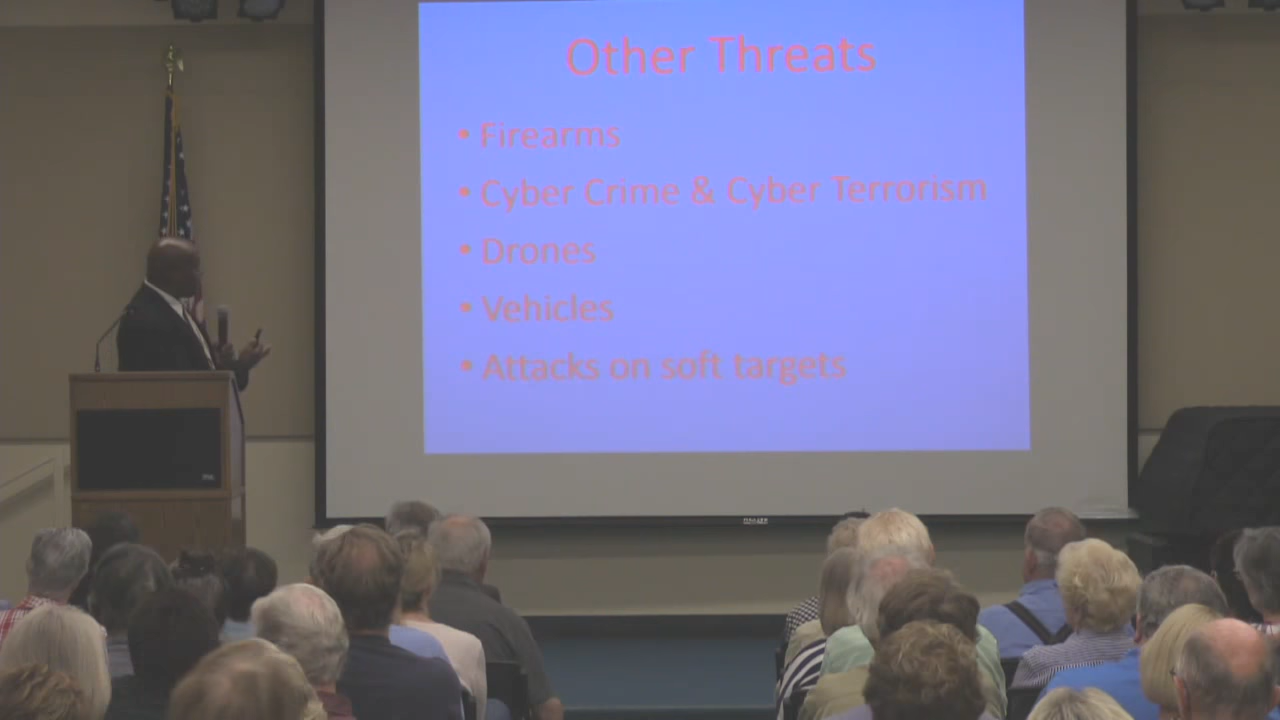 Other Threats
• Firearms
• Cyber Crime & Cyber Terrorism
• Drones
• Vehicles
• Attacks on soft targets